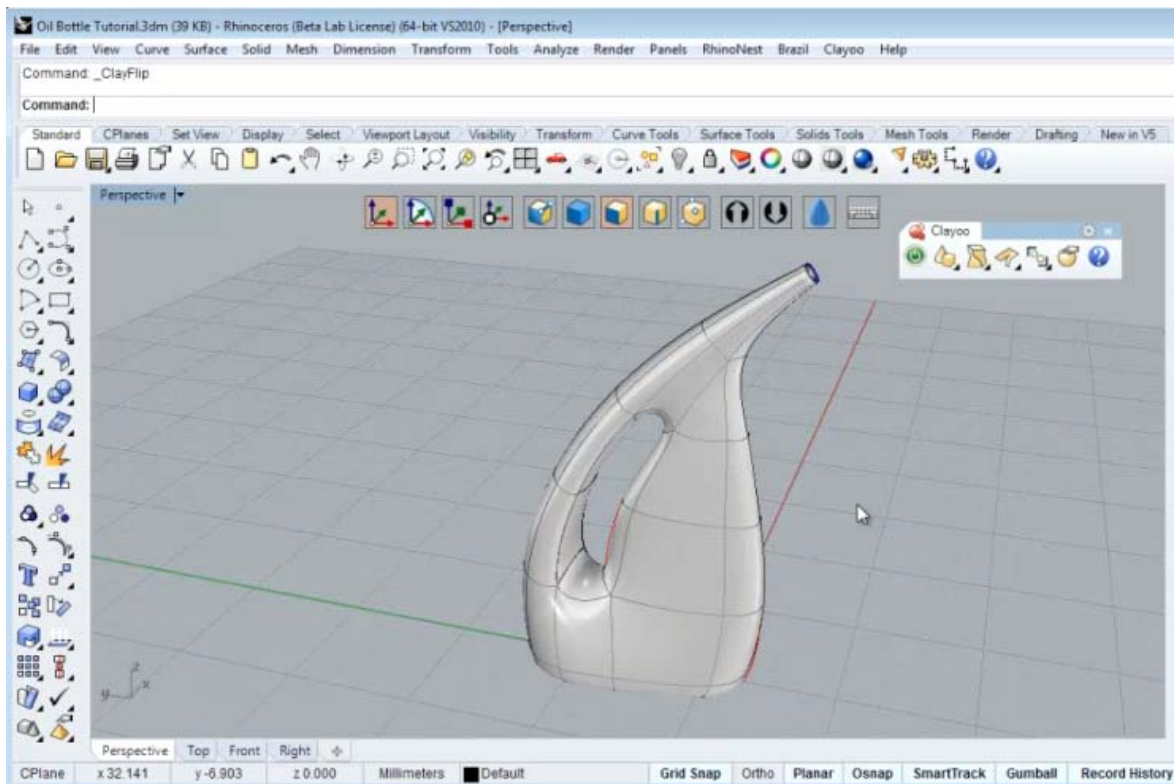 Oil Bottle Tutorial.3dm (39 KB) - Rhinoceros (Beta Lab License) (64-bit VS2010) - [Perspective]
File Edit View Curve Surface Solid Mesh Dimension Transform Tools Analyze Render Panels RhinoNest Brazil Clayoo Help
Command: _ClayFlip
Command:
Standard CPlanes Set View Display Select Viewport Layout Visibility Transform Curve Tools Surface Tools Solids Tools Mesh Tools Render Drafting New in V5
Perspective
Clayoo
z
y x
Perspective Top Front Right
CPlane x 32.141 y -6.903 z 0.000 Millimeters Default Grid Snap Ortho Planar Osnap SmartTrack Gumball Record History